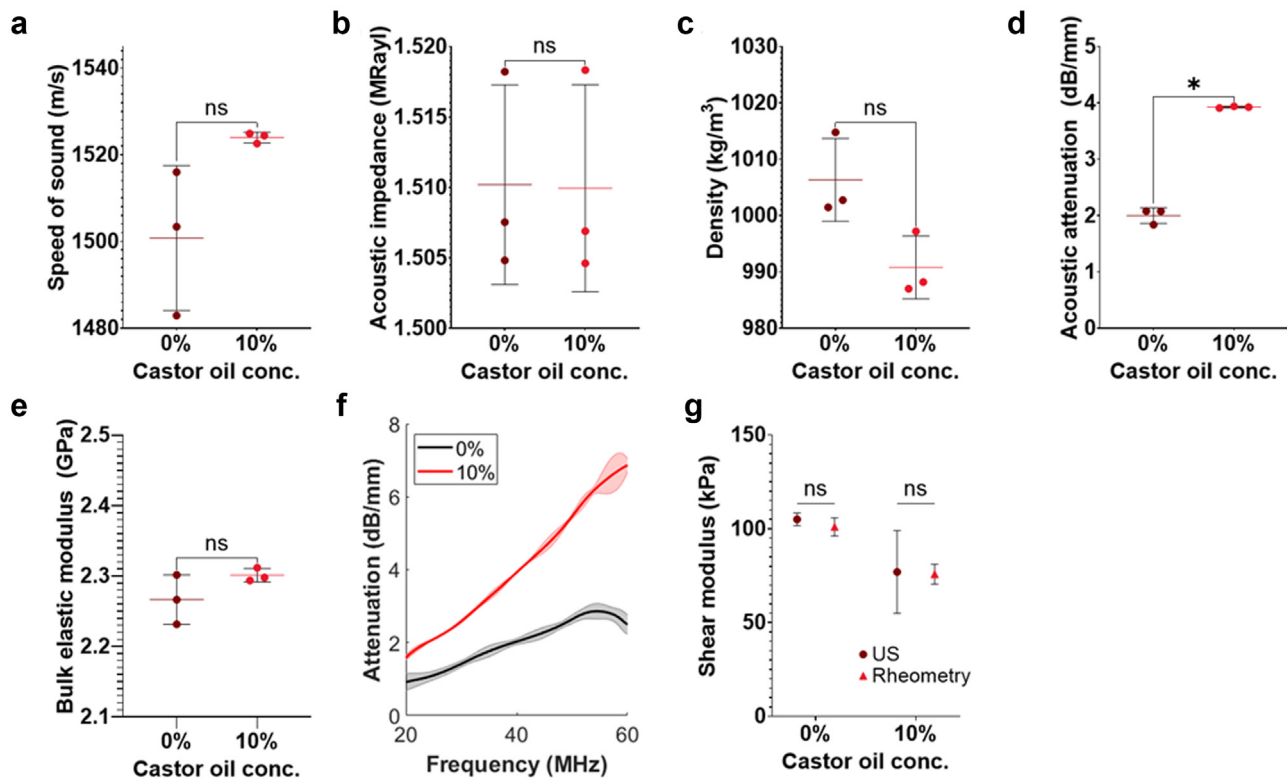 a
Speed of sound (m/s)
1540
1520
1500
1480
ns
0%
10%
Castor oil conc.
b
Acoustic impedance (MRayl)
1.520
1.515
1.510
1.505
1.500
ns
0%
10%
Castor oil conc.
c
Density (kg/m³)
1030
1020
1010
1000
990
980
ns
0%
10%
Castor oil conc.
d
Acoustic attenuation (dB/mm)
5
4
3
2
1
0
*
0%
10%
Castor oil conc.
e
Bulk elastic modulus (GPa)
2.5
2.4
2.3
2.2
2.1
ns
0%
10%
Castor oil conc.
f
Attenuation (dB/mm)
8
6
4
2
0
0%
10%
20
40
60
Frequency (MHz)
g
Shear modulus (kPa)
150
100
50
0
ns
ns
US
Rheometry
0%
10%
Castor oil conc.